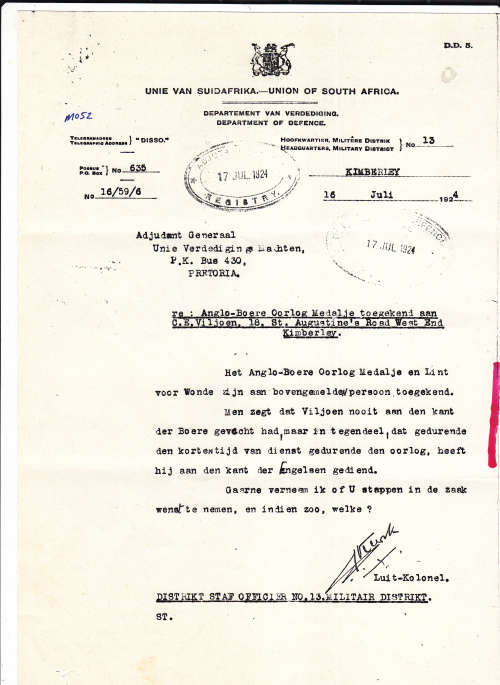 D.D. 5.
UNIE VAN SUIDAFRIKA.—UNION OF SOUTH AFRICA.
M052
DEPARTEMENT VAN VERDEDIGING.
DEPARTMENT OF DEFENCE.
TELEGRAMADRES
TELEGRAPHIC ADDRESS } "DISSO."
HOOFKWARTIER, MILITÊRE DISTRIK
HEADQUARTERS, MILITARY DISTRICT } No 13
POSBUS
P.O. BOX } No 635
17 JUL 1924
REGISTRY.
KIMBERLEY
No 16/59/6
16 Juli 1924
17 JUL 1924
Adjudant Generaal
Unie Verdedigings Machten,
P.K. Bus 430,
PRETORIA.
re : Anglo-Boere Oorlog Medalje toegekend aan
C.E.Viljoen, 18, St. Augustine's Road West End
Kimberley.
Het Anglo-Boere Oorlog Medalje en Lint
voor Wonde zijn aan bovengemelde persoon toegekend.
Men zegt dat Viljoen nooit aan den kant
der Boere gevecht had, maar in tegendeel, dat gedurende
den kortestijd van dienst gedurende den oorlog, heeft
hij aan den kant der Engelsen gediend.
Gaarne verneem ik of U stappen in de zaak
wenst te nemen, en indien zoo, welke ?
Luit-Kolonel.
DISTRIKT STAF OFFICIER NO.13.MILITAIR DISTRIKT.
ST.